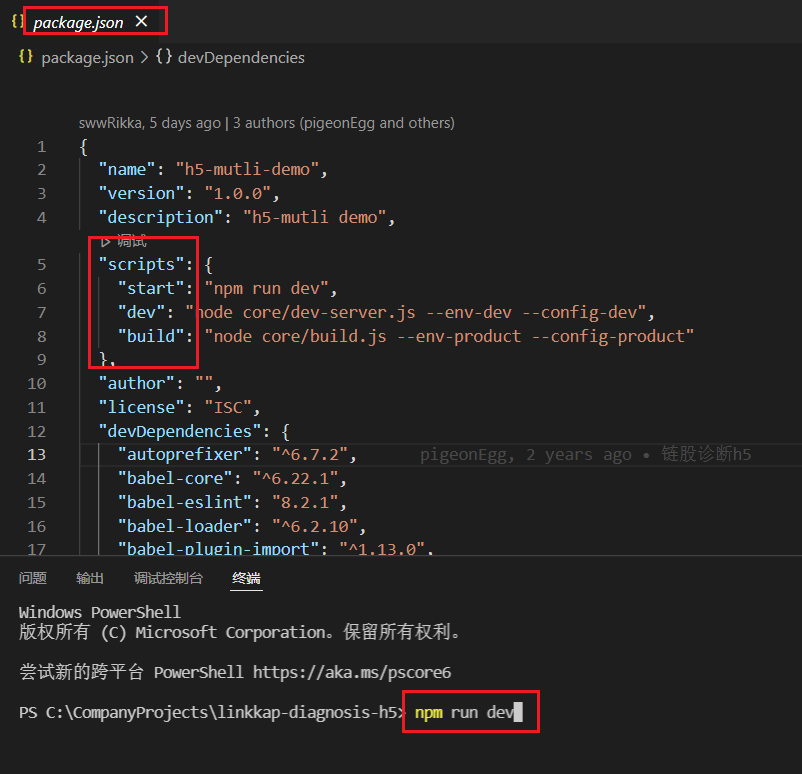 {} package.json ×
{} package.json > {} devDependencies
swwRikka, 5 days ago | 3 authors (pigeonEgg and others)
1 {
2 "name": "h5-mutli-demo",
3 "version": "1.0.0",
4 "description": "h5-mutli demo",
▷ 调试
5 "scripts": {
6 "start": "npm run dev",
7 "dev": "node core/dev-server.js --env-dev --config-dev",
8 "build": "node core/build.js --env-product --config-product"
9 },
10 "author": "",
11 "license": "ISC",
12 "devDependencies": {
13 "autoprefixer": "^6.7.2", pigeonEgg, 2 years ago • 链股诊断h5
14 "babel-core": "^6.22.1",
15 "babel-eslint": "8.2.1",
16 "babel-loader": "^6.2.10",
17 "babel-plugin-import": "^1.13.0",
问题 输出 调试控制台 终端
Windows PowerShell
版权所有 (C) Microsoft Corporation。保留所有权利。
尝试新的跨平台 PowerShell https://aka.ms/pscore6
PS C:\CompanyProjects\linkkap-diagnosis-h5> npm run dev